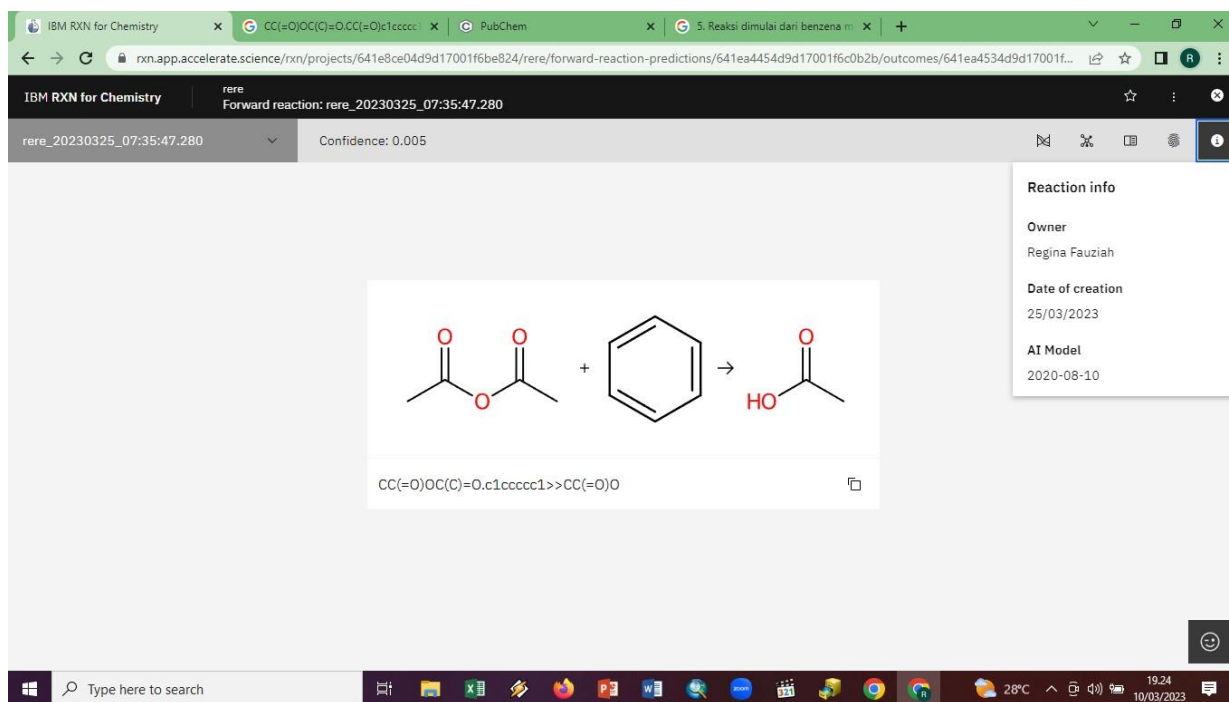 IBM RXN for Chemistry
CC(=O)OC(C)=O.CC(=O)c1ccccc1
PubChem
5. Reaksi dimulai dari benzena m
rxn.app.accelerate.science/rxn/projects/641e8ce04d9d17001f6be824/rere/forward-reaction-predictions/641ea4454d9d17001f6c0b2b/outcomes/641ea4534d9d17001f...
R
IBM RXN for Chemistry
rere
Forward reaction: rere_20230325_07:35:47.280
rere_20230325_07:35:47.280
Confidence: 0.005
Reaction info
Owner
Regina Fauziah
Date of creation
25/03/2023
AI Model
2020-08-10
O O + → O
O HO
CC(=O)OC(C)=O.c1ccccc1>>CC(=O)O
Type here to search
zoom
321
R
28°C
19.24
10/03/2023